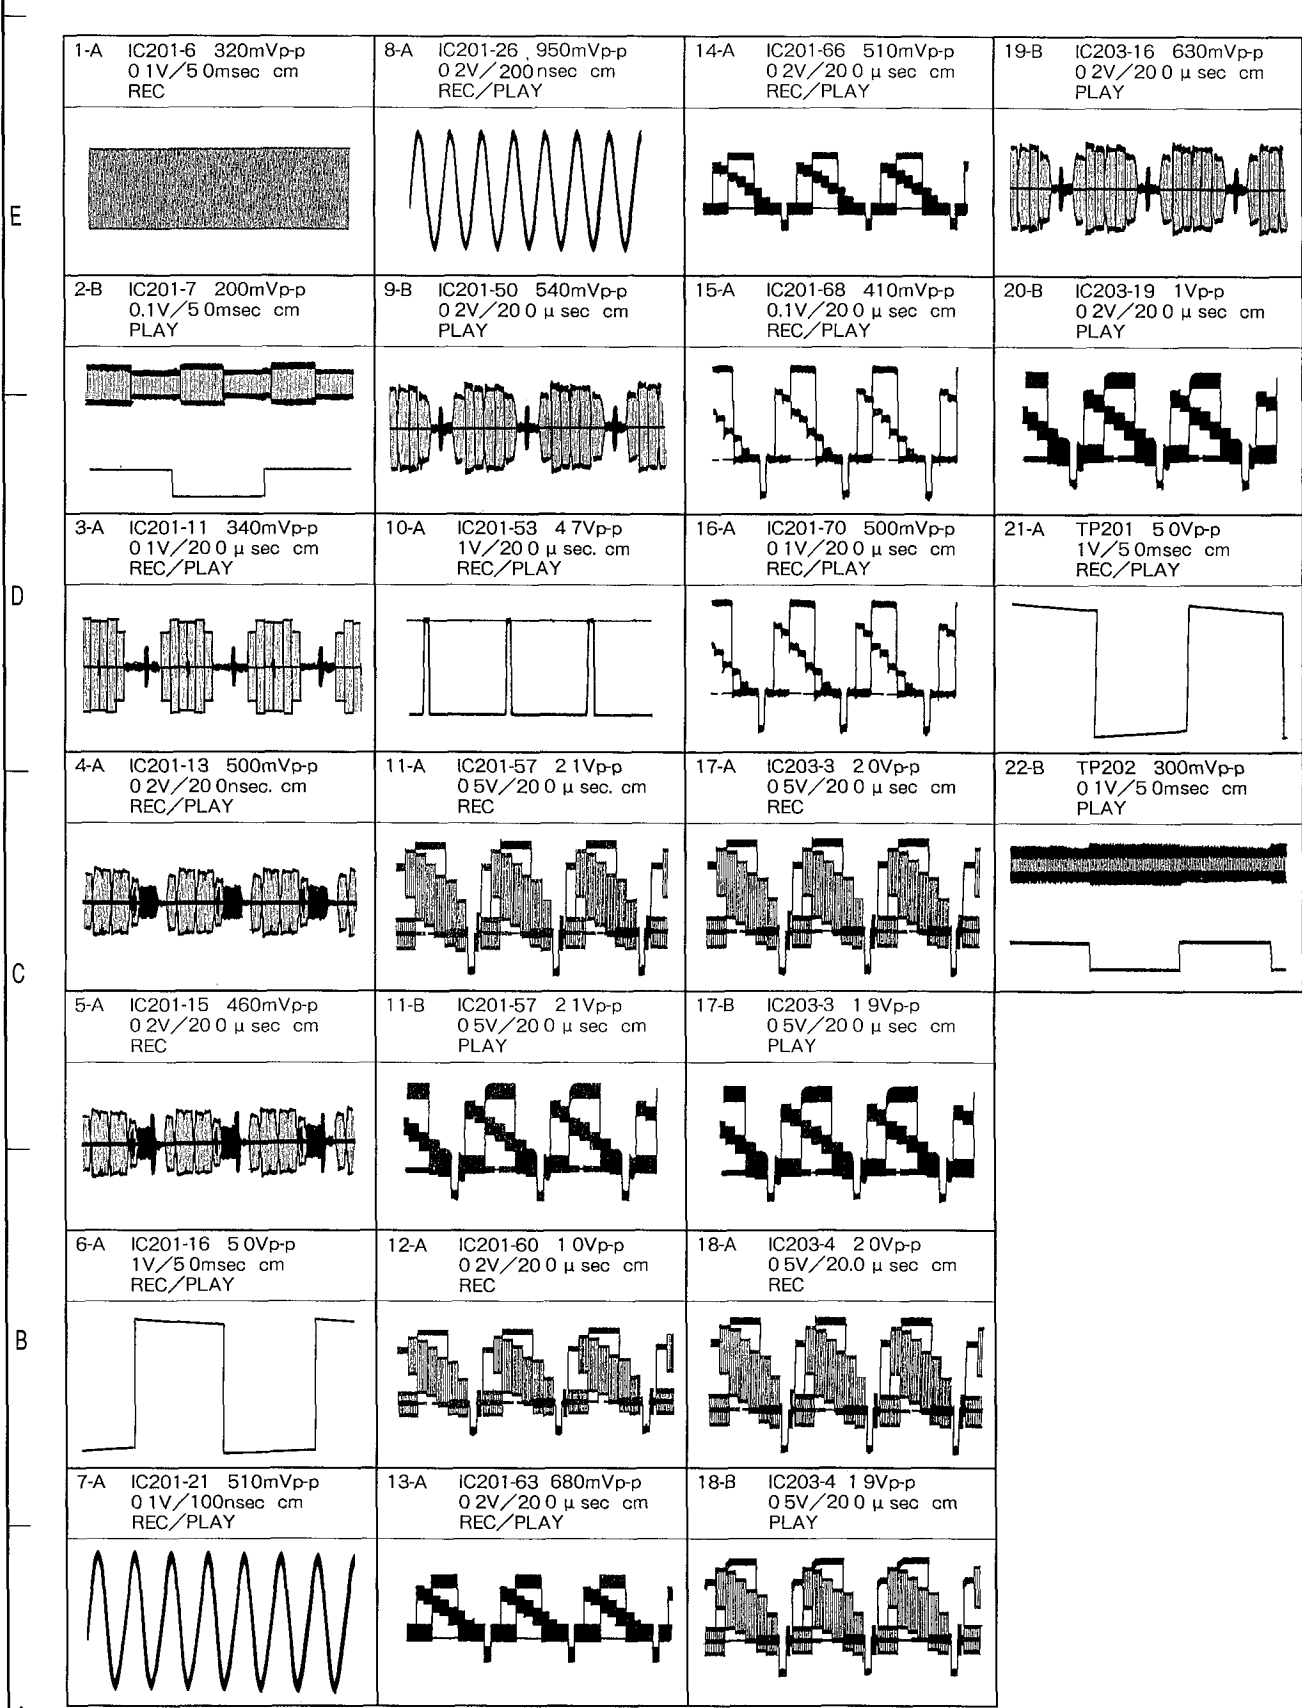 1-A IC201-6 320mVp-p
0 1V/5 0msec cm
REC
2-B IC201-7 200mVp-p
0.1V/5 0msec cm
PLAY
3-A IC201-11 340mVp-p
0 1V/20 0 μ sec cm
REC/PLAY
4-A IC201-13 500mVp-p
0 2V/20 0nsec. cm
REC/PLAY
5-A IC201-15 460mVp-p
0 2V/20 0 μ sec cm
REC
6-A IC201-16 5 0Vp-p
1V/5 0msec cm
REC/PLAY
7-A IC201-21 510mVp-p
0 1V/100nsec cm
REC/PLAY
8-A IC201-26 950mVp-p
0 2V/200nsec cm
REC/PLAY
9-B IC201-50 540mVp-p
0 2V/20 0 μ sec cm
PLAY
10-A IC201-53 4 7Vp-p
1V/20 0 μ sec. cm
REC/PLAY
11-A IC201-57 2 1Vp-p
0 5V/20 0 μ sec. cm
REC
11-B IC201-57 2 1Vp-p
0 5V/20 0 μ sec cm
PLAY
12-A IC201-60 1 0Vp-p
0 2V/20 0 μ sec cm
REC
13-A IC201-63 680mVp-p
0 2V/20 0 μ sec cm
REC/PLAY
14-A IC201-66 510mVp-p
0 2V/20 0 μ sec cm
REC/PLAY
15-A IC201-68 410mVp-p
0.1V/20 0 μ sec cm
REC/PLAY
16-A IC201-70 500mVp-p
0 1V/20 0 μ sec cm
REC/PLAY
17-A IC203-3 2 0Vp-p
0 5V/20 0 μ sec cm
REC
17-B IC203-3 1 9Vp-p
0 5V/20 0 μ sec cm
PLAY
18-A IC203-4 2 0Vp-p
0 5V/20.0 μ sec cm
REC
18-B IC203-4 1 9Vp-p
0 5V/20 0 μ sec cm
PLAY
19-B IC203-16 630mVp-p
0 2V/20 0 μ sec cm
PLAY
20-B IC203-19 1Vp-p
0 2V/20 0 μ sec cm
PLAY
21-A TP201 5 0Vp-p
1V/5 0msec cm
REC/PLAY
22-B TP202 300mVp-p
0 1V/5 0msec cm
PLAY
E
D
C
B